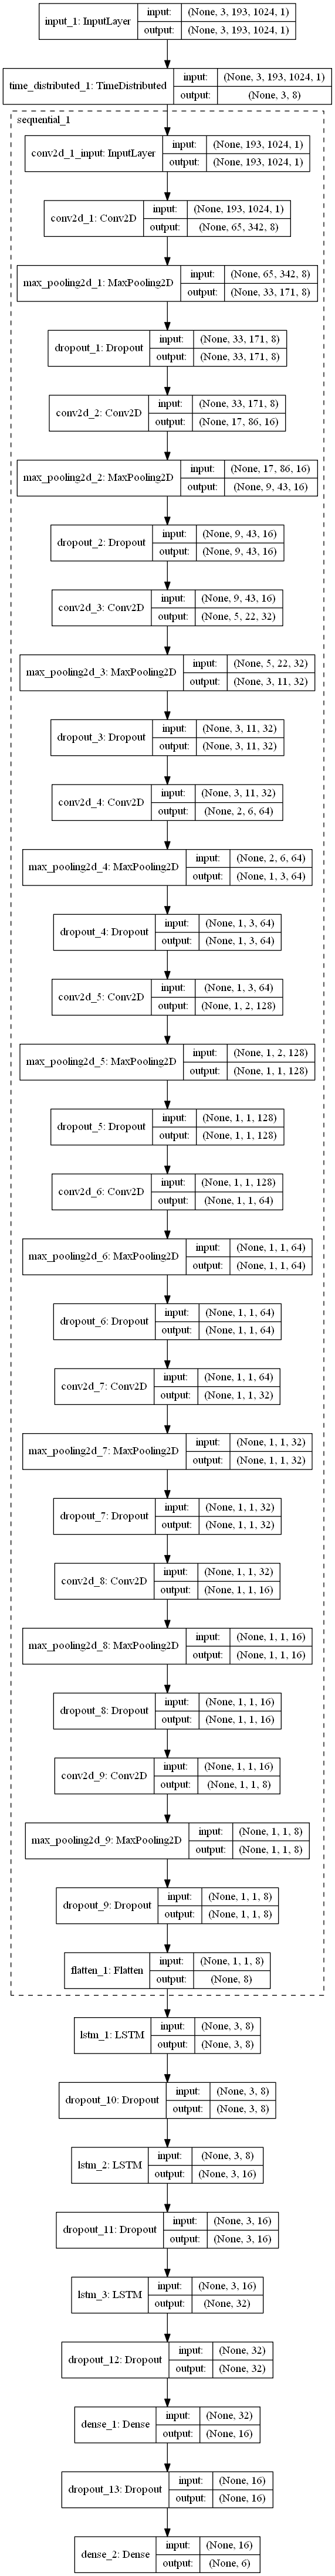 input_1: InputLayer
input: (None, 3, 193, 1024, 1)
output: (None, 3, 193, 1024, 1)
time_distributed_1: TimeDistributed
input: (None, 3, 193, 1024, 1)
output: (None, 3, 8)
sequential_1
conv2d_1_input: InputLayer
input: (None, 193, 1024, 1)
output: (None, 193, 1024, 1)
conv2d_1: Conv2D
input: (None, 193, 1024, 1)
output: (None, 65, 342, 8)
max_pooling2d_1: MaxPooling2D
input: (None, 65, 342, 8)
output: (None, 33, 171, 8)
dropout_1: Dropout
input: (None, 33, 171, 8)
output: (None, 33, 171, 8)
conv2d_2: Conv2D
input: (None, 33, 171, 8)
output: (None, 17, 86, 16)
max_pooling2d_2: MaxPooling2D
input: (None, 17, 86, 16)
output: (None, 9, 43, 16)
dropout_2: Dropout
input: (None, 9, 43, 16)
output: (None, 9, 43, 16)
conv2d_3: Conv2D
input: (None, 9, 43, 16)
output: (None, 5, 22, 32)
max_pooling2d_3: MaxPooling2D
input: (None, 5, 22, 32)
output: (None, 3, 11, 32)
dropout_3: Dropout
input: (None, 3, 11, 32)
output: (None, 3, 11, 32)
conv2d_4: Conv2D
input: (None, 3, 11, 32)
output: (None, 2, 6, 64)
max_pooling2d_4: MaxPooling2D
input: (None, 2, 6, 64)
output: (None, 1, 3, 64)
dropout_4: Dropout
input: (None, 1, 3, 64)
output: (None, 1, 3, 64)
conv2d_5: Conv2D
input: (None, 1, 3, 64)
output: (None, 1, 2, 128)
max_pooling2d_5: MaxPooling2D
input: (None, 1, 2, 128)
output: (None, 1, 1, 128)
dropout_5: Dropout
input: (None, 1, 1, 128)
output: (None, 1, 1, 128)
conv2d_6: Conv2D
input: (None, 1, 1, 128)
output: (None, 1, 1, 64)
max_pooling2d_6: MaxPooling2D
input: (None, 1, 1, 64)
output: (None, 1, 1, 64)
dropout_6: Dropout
input: (None, 1, 1, 64)
output: (None, 1, 1, 64)
conv2d_7: Conv2D
input: (None, 1, 1, 64)
output: (None, 1, 1, 32)
max_pooling2d_7: MaxPooling2D
input: (None, 1, 1, 32)
output: (None, 1, 1, 32)
dropout_7: Dropout
input: (None, 1, 1, 32)
output: (None, 1, 1, 32)
conv2d_8: Conv2D
input: (None, 1, 1, 32)
output: (None, 1, 1, 16)
max_pooling2d_8: MaxPooling2D
input: (None, 1, 1, 16)
output: (None, 1, 1, 16)
dropout_8: Dropout
input: (None, 1, 1, 16)
output: (None, 1, 1, 16)
conv2d_9: Conv2D
input: (None, 1, 1, 16)
output: (None, 1, 1, 8)
max_pooling2d_9: MaxPooling2D
input: (None, 1, 1, 8)
output: (None, 1, 1, 8)
dropout_9: Dropout
input: (None, 1, 1, 8)
output: (None, 1, 1, 8)
flatten_1: Flatten
input: (None, 1, 1, 8)
output: (None, 8)
lstm_1: LSTM
input: (None, 3, 8)
output: (None, 3, 8)
dropout_10: Dropout
input: (None, 3, 8)
output: (None, 3, 8)
lstm_2: LSTM
input: (None, 3, 8)
output: (None, 3, 16)
dropout_11: Dropout
input: (None, 3, 16)
output: (None, 3, 16)
lstm_3: LSTM
input: (None, 3, 16)
output: (None, 32)
dropout_12: Dropout
input: (None, 32)
output: (None, 32)
dense_1: Dense
input: (None, 32)
output: (None, 16)
dropout_13: Dropout
input: (None, 16)
output: (None, 16)
dense_2: Dense
input: (None, 16)
output: (None, 6)